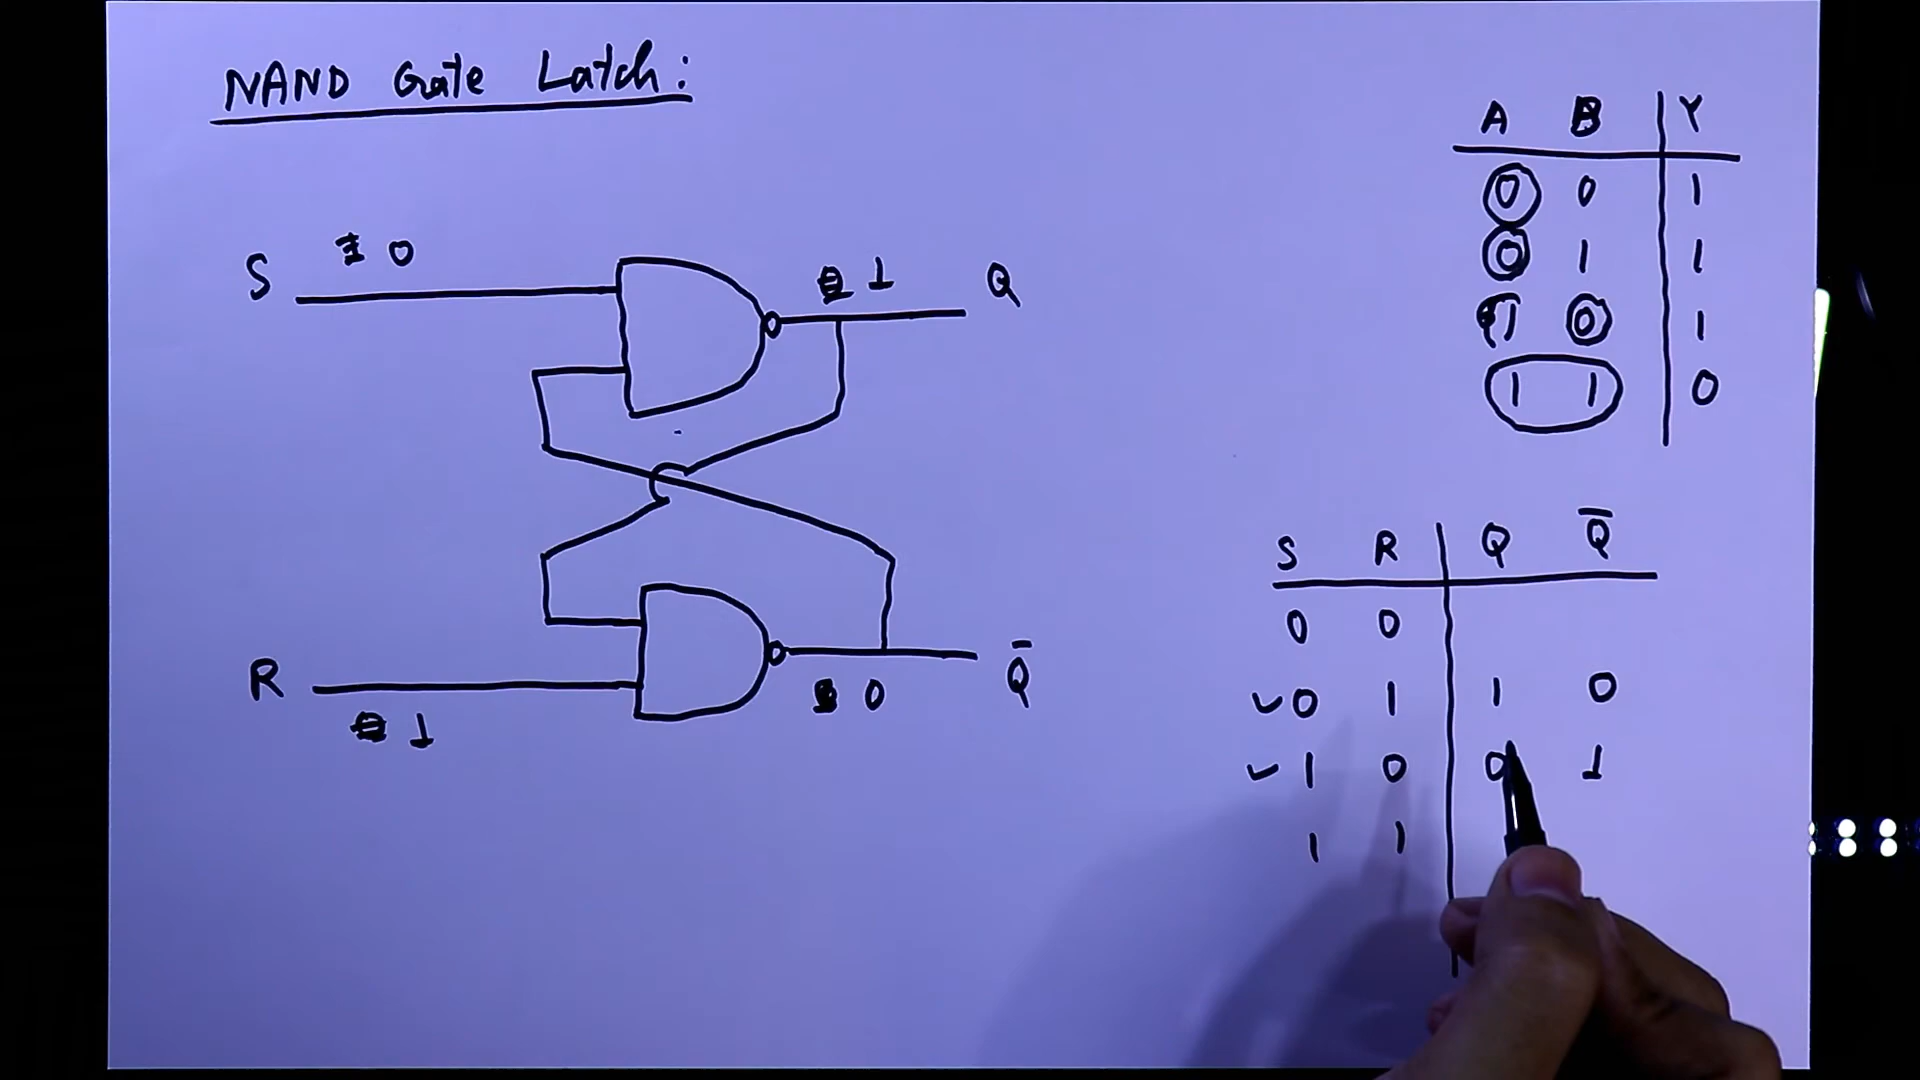 NAND Gate Latch:
A B Y
0 0 1
0 1 1
1 0 1
1 1 0
S 0
1 Q
S R Q Q̅
0 0
✓0 1 1 0
✓1 0 0 1
1 1
R 1
0 Q̅